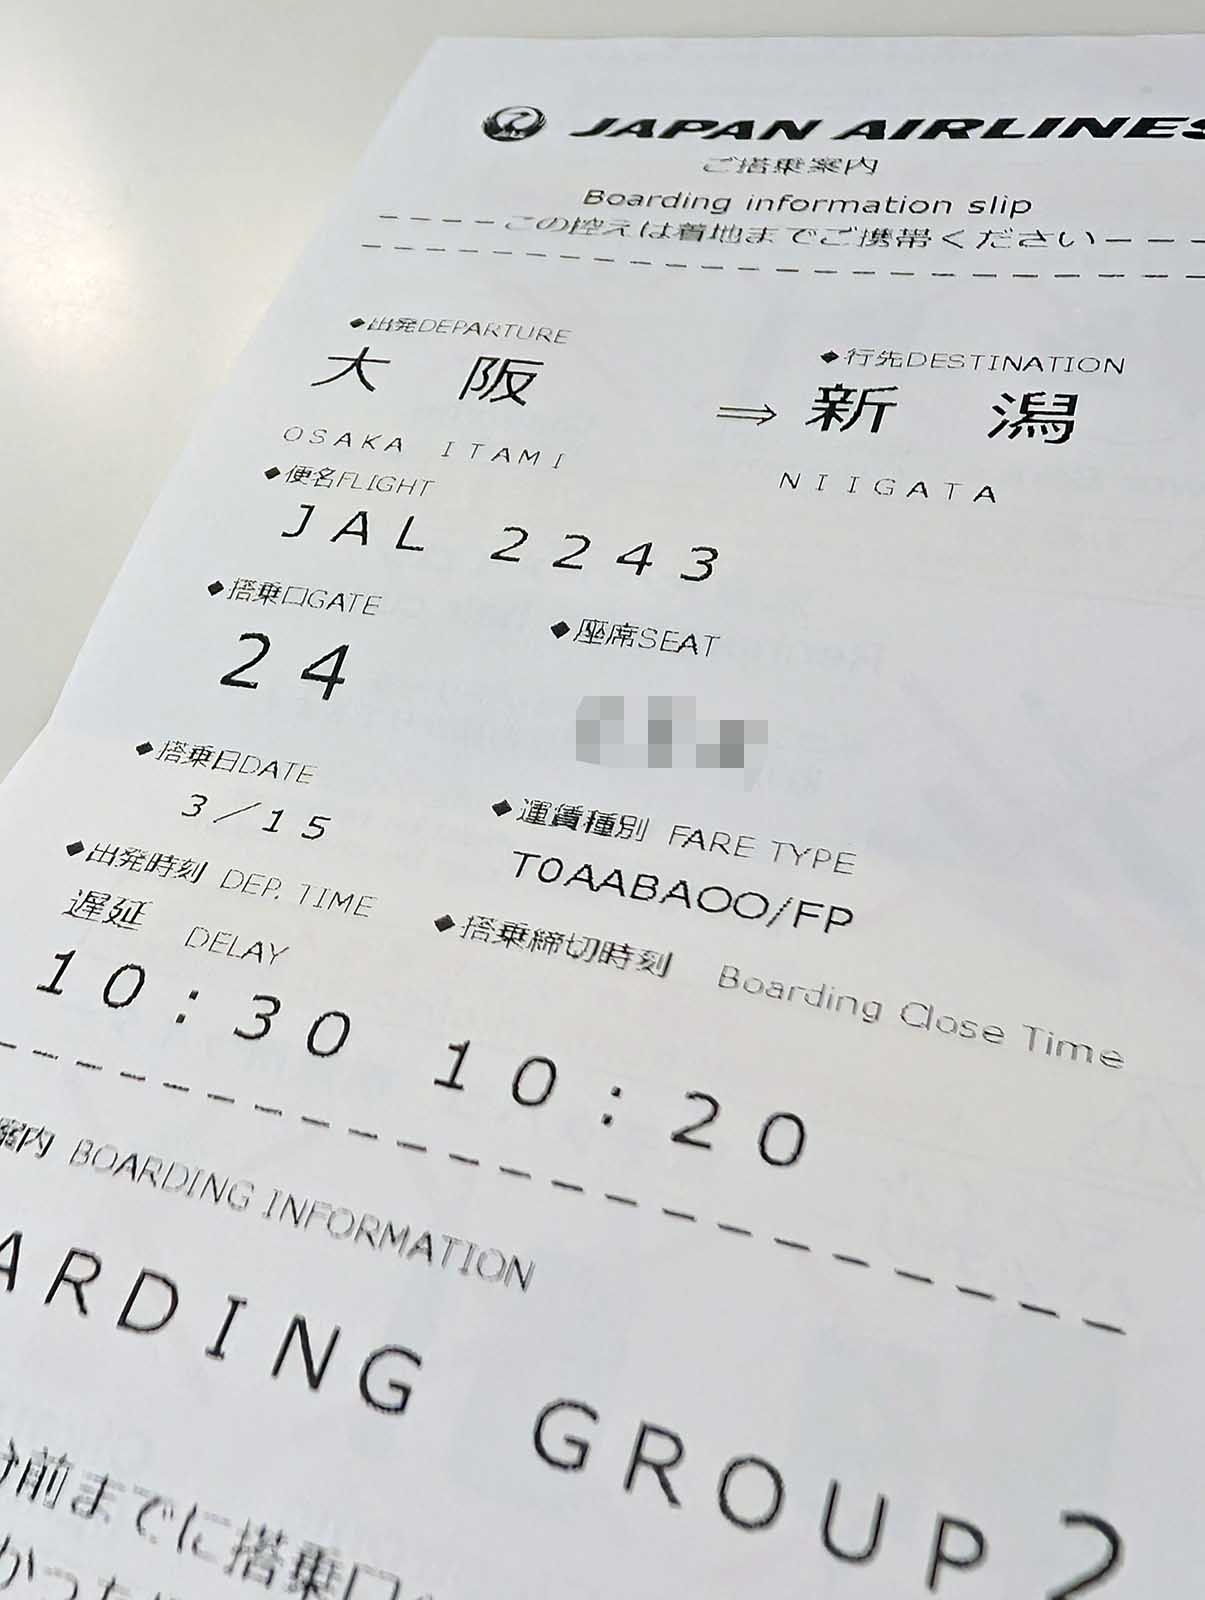 JAPAN AIRLINES
ご搭乗案内
Boarding information slip
----この控えは着地までご携帯ください---
◆出発DEPARTURE
大 阪
OSAKA ITAMI
◆行先DESTINATION
⇒ 新 潟
NIIGATA
◆便名FLIGHT
JAL 2243
◆搭乗口GATE
24
◆座席SEAT
◆搭乗日DATE
3/15
◆運賃種別 FARE TYPE
T0AABAOO/FP
◆出発時刻 DEP. TIME
遅延 DELAY
10:30
◆搭乗締切時刻 Boarding Close Time
10:20
案内 BOARDING INFORMATION
ARDING GROUP2
分前までに搭乗口